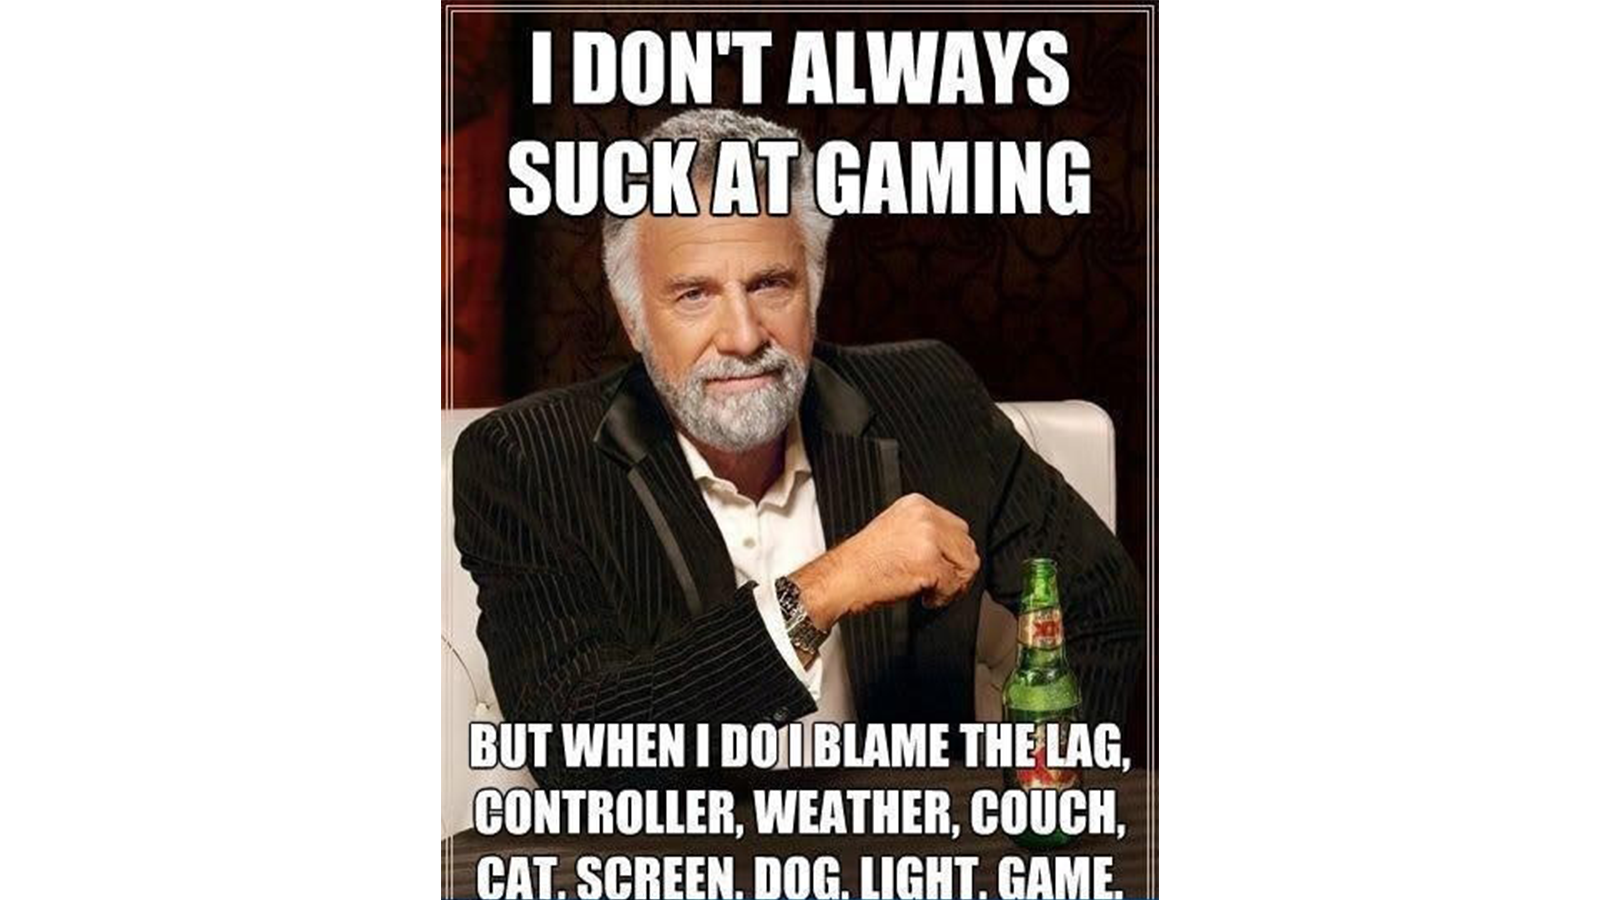 I DON'T ALWAYS
SUCK AT GAMING
XX
BUT WHEN I DO I BLAME THE LAG,
CONTROLLER, WEATHER, COUCH,
CAT, SCREEN, DOG, LIGHT, GAME,